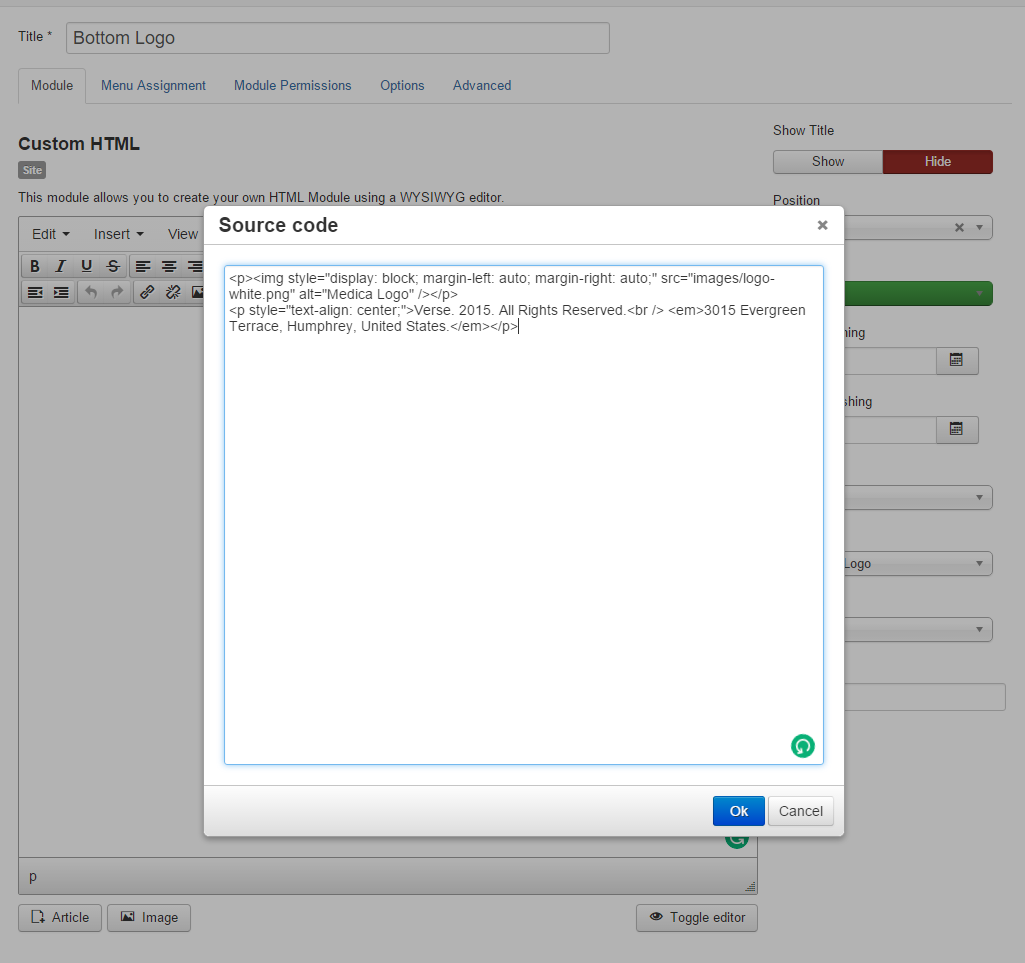 Title *
Bottom Logo
Module
Menu Assignment
Module Permissions
Options
Advanced
Custom HTML
Site
This module allows you to create your own HTML Module using a WYSIWYG editor.
Edit
Insert
View
B I U S
p
Article
Image
Toggle editor
Show Title
Show
Hide
Position
hing
shing
Logo
Source code
×
<p><img style="display: block; margin-left: auto; margin-right: auto;" src="images/logo-
white.png" alt="Medica Logo" /></p>
<p style="text-align: center;">Verse. 2015. All Rights Reserved.<br /> <em>3015 Evergreen
Terrace, Humphrey, United States.</em></p>
Ok
Cancel